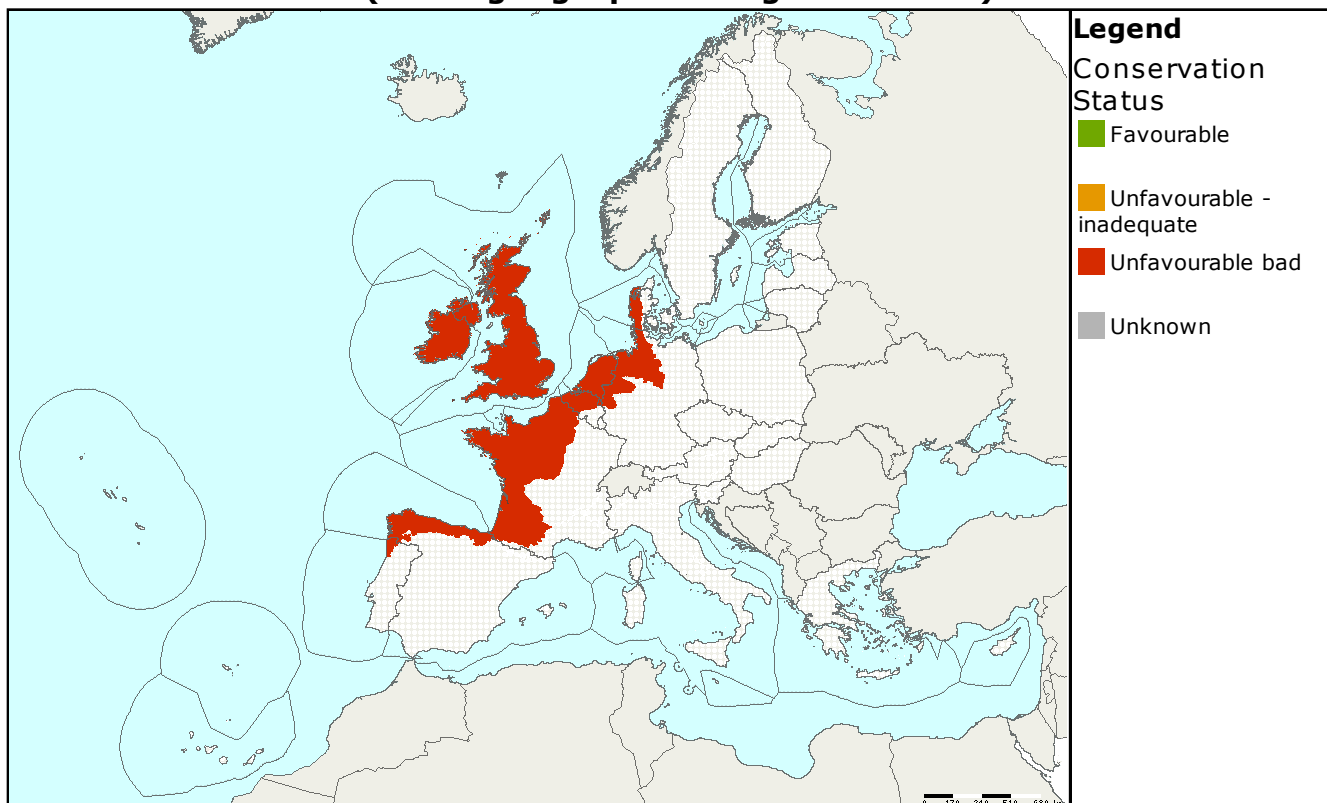 Legend
Conservation
Status
Favourable
Unfavourable -
inadequate
Unfavourable bad
Unknown